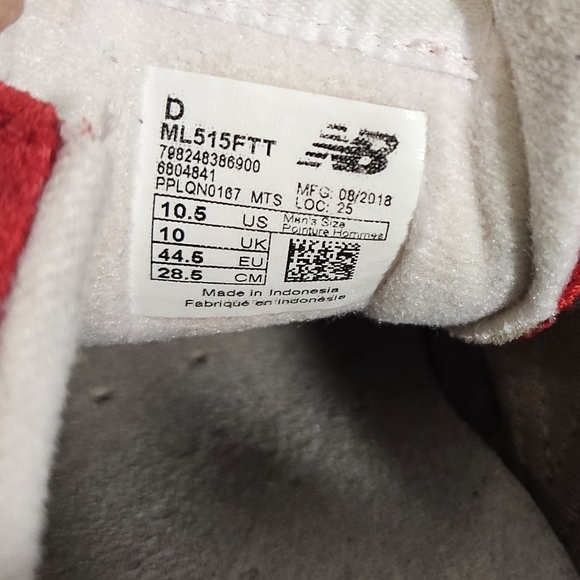 D
ML515FTT
798248386900
6804841
PPLQN0167 MTS
NB
MFG: 08/2018
LOC: 25
10.5 US
Men's Size
Pointure Hommes
10 UK
44.5 EU
28.5 CM
Made in Indonesia
Fabriqué en Indonésie